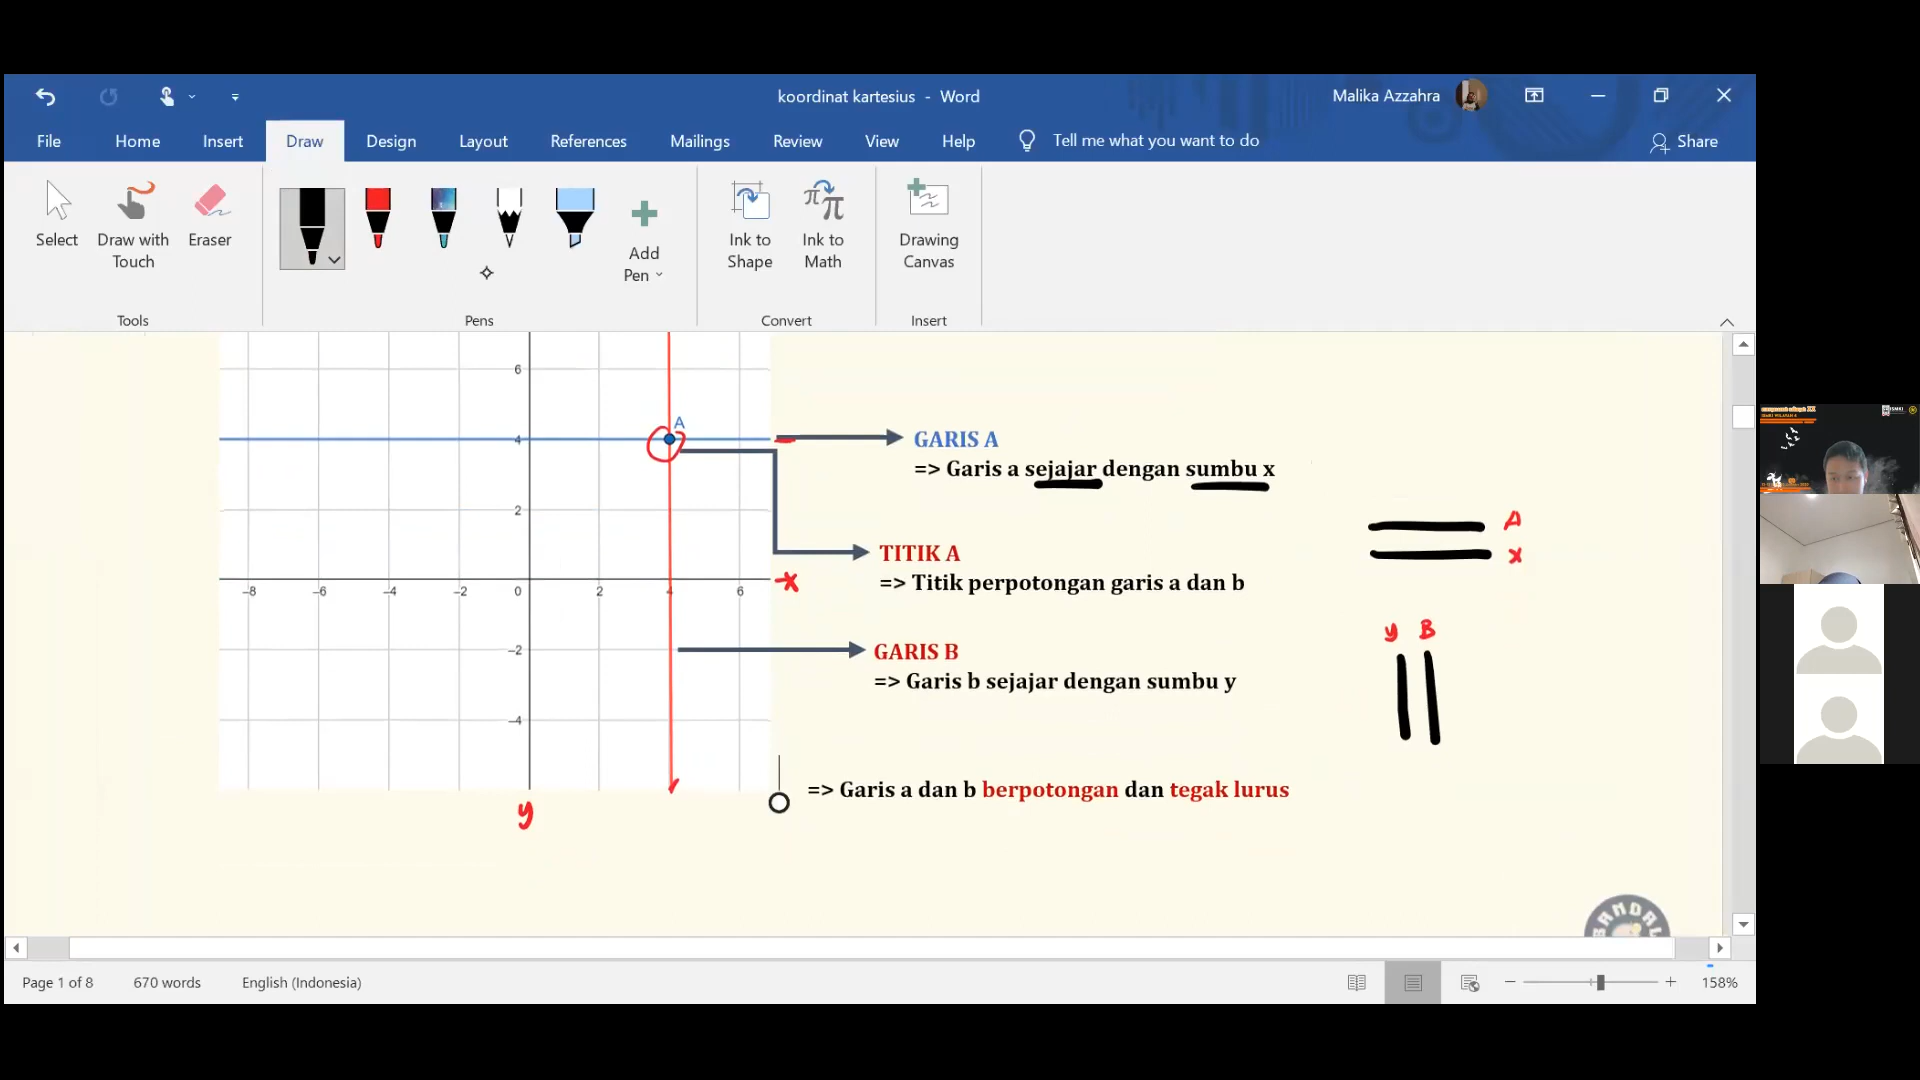 koordinat kartesius - Word
Malika Azzahra
File Home Insert Draw Design Layout References Mailings Review View Help Tell me what you want to do Share
Select
Draw with Touch
Eraser
Add Pen
Ink to Shape
Ink to Math
Drawing Canvas
Tools Pens Convert Insert
6
A
4
2
-8 -6 -4 -2 0 2 4 6
-2
-4
x
y
GARIS A
=> Garis a sejajar dengan sumbu x
TITIK A
=> Titik perpotongan garis a dan b
GARIS B
=> Garis b sejajar dengan sumbu y
=> Garis a dan b berpotongan dan tegak lurus
A
x
y B
Page 1 of 8 670 words English (Indonesia) 158%